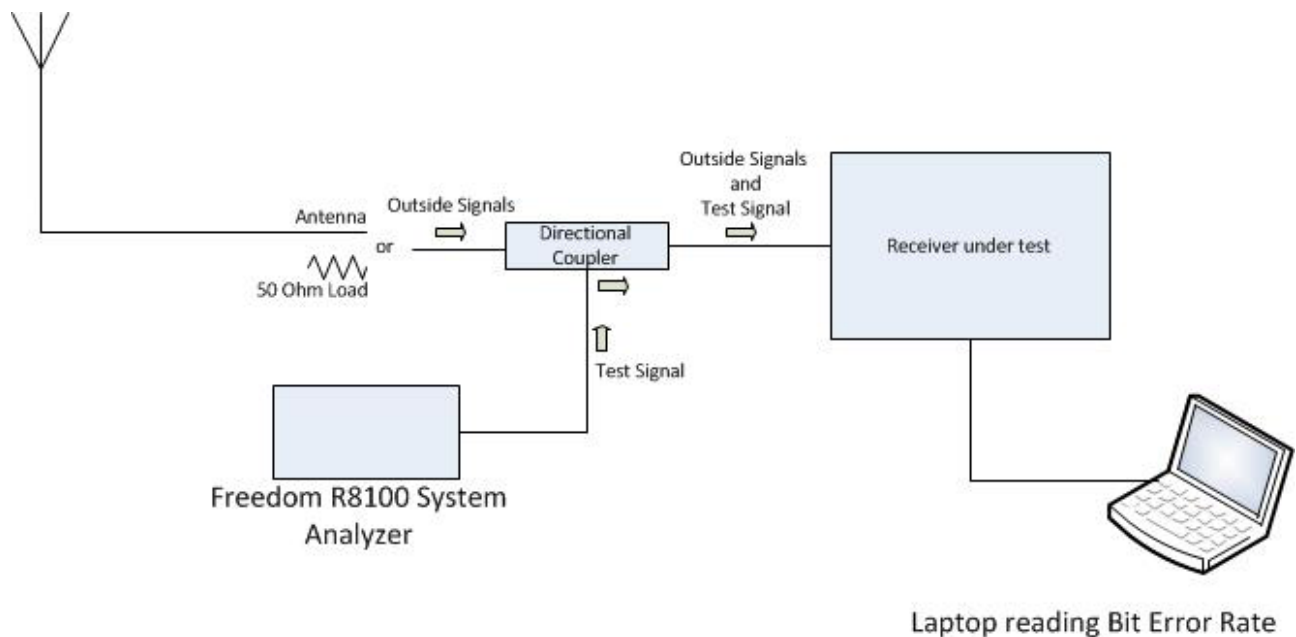 Outside Signals
and
Test Signal
Antenna
Outside Signals
or
50 Ohm Load
Directional
Coupler
Receiver under test
Test Signal
Freedom R8100 System
Analyzer
Laptop reading Bit Error Rate